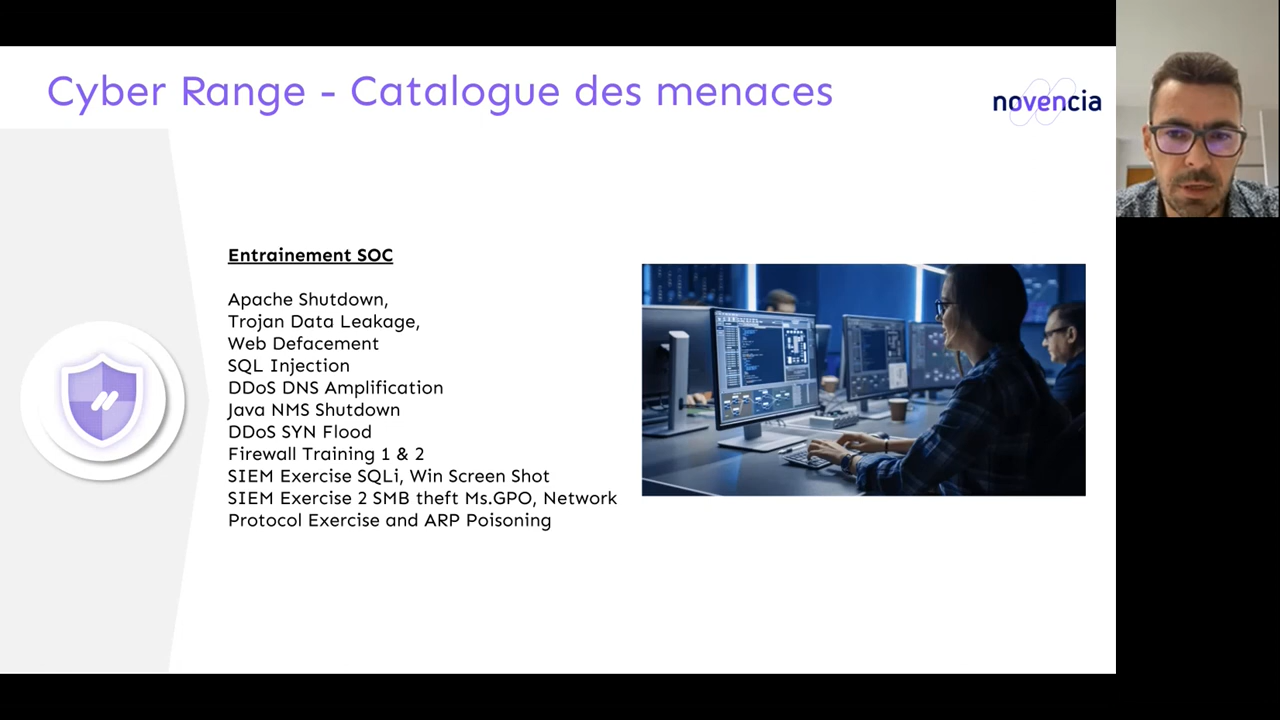 Cyber Range - Catalogue des menaces
novencia
Entrainement SOC
Apache Shutdown,
Trojan Data Leakage,
Web Defacement
SQL Injection
DDoS DNS Amplification
Java NMS Shutdown
DDoS SYN Flood
Firewall Training 1 & 2
SIEM Exercise SQLi, Win Screen Shot
SIEM Exercise 2 SMB theft Ms.GPO, Network
Protocol Exercise and ARP Poisoning